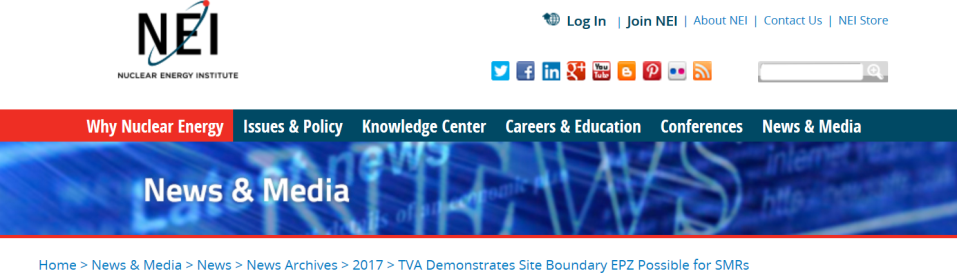 NEI
NUCLEAR ENERGY INSTITUTE
Log In | Join NEI | About NEI | Contact Us | NEI Store
You Tube
Why Nuclear Energy Issues & Policy Knowledge Center Careers & Education Conferences News & Media
News & Media
Home > News & Media > News > News Archives > 2017 > TVA Demonstrates Site Boundary EPZ Possible for SMRs